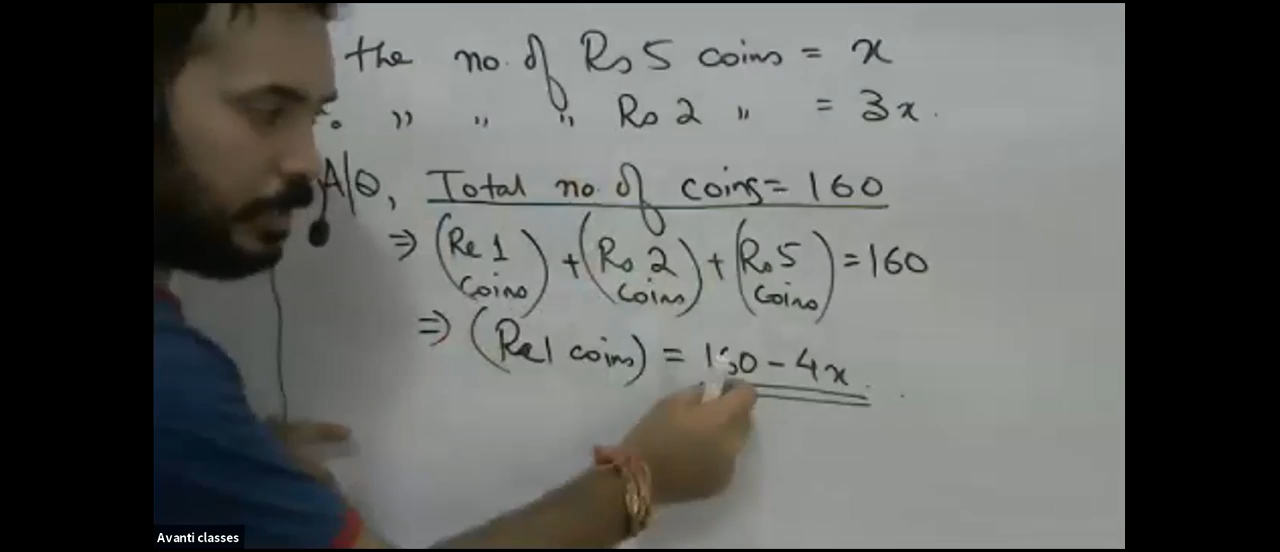 the no. of Rs 5 coins = x
" " " Rs 2 " = 3x.
A/Q, Total no. of coins = 160
⇒ (Re 1 coins) + (Rs 2 coins) + (Rs 5 coins) = 160
⇒ (Re 1 coins) = 160 - 4x.
Avanti classes